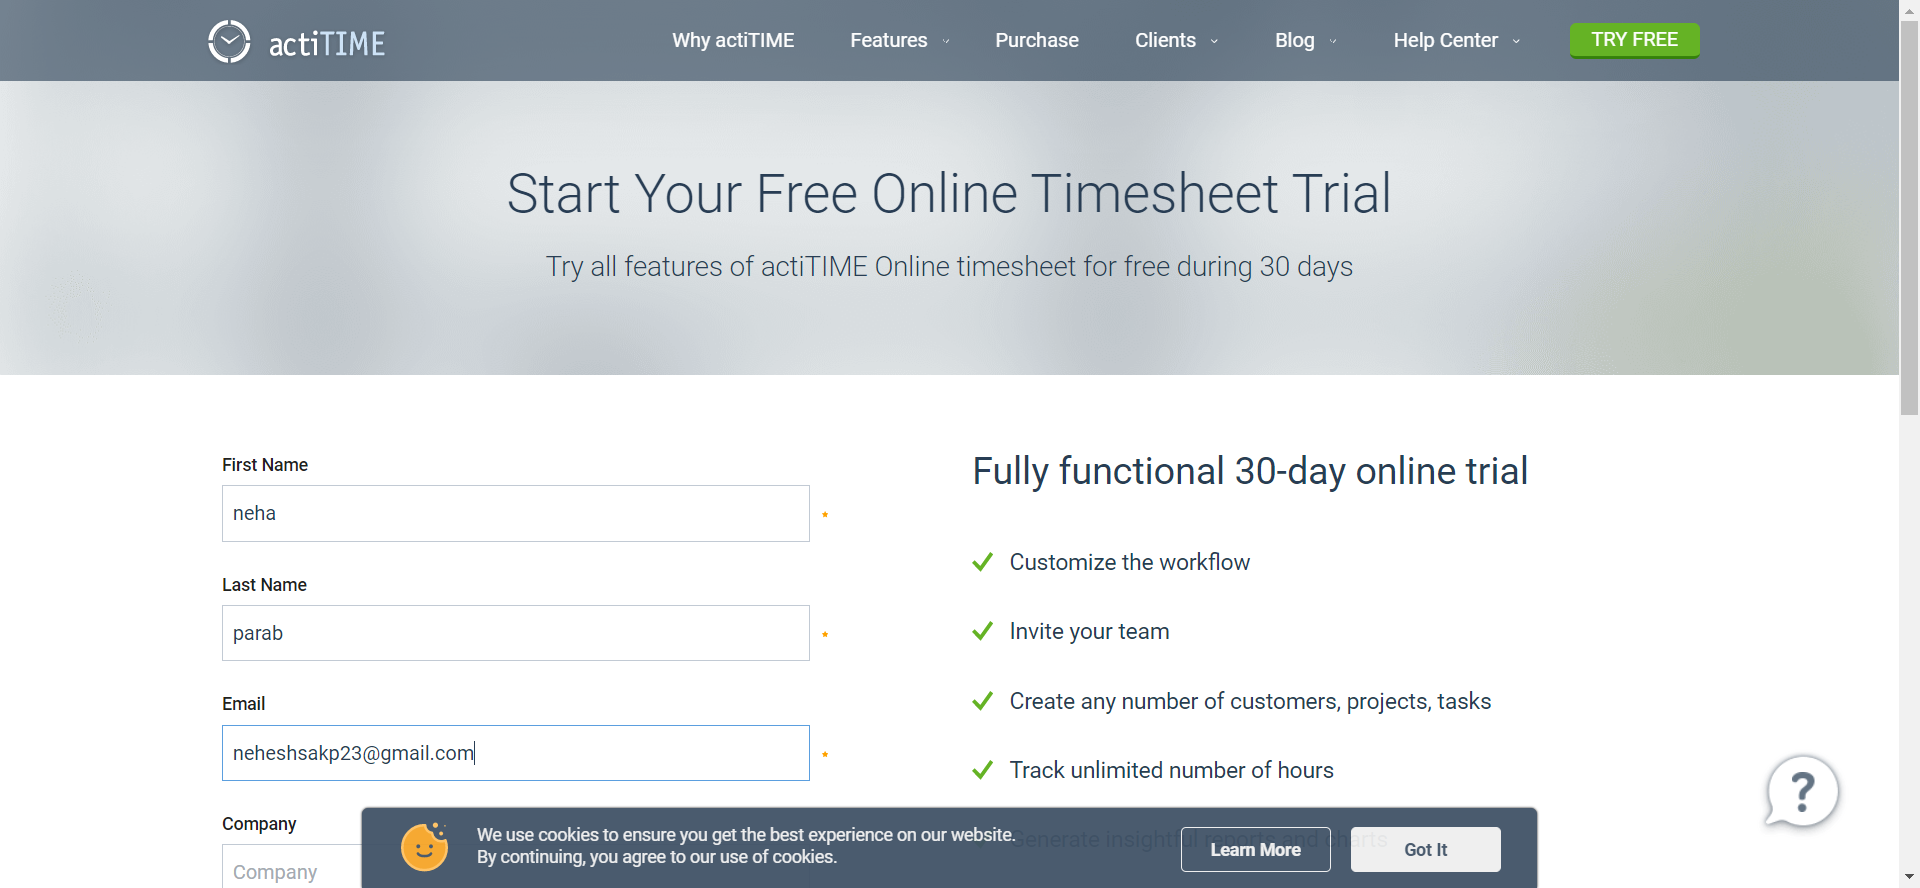 actiTIME
Why actiTIME
Features
Purchase
Clients
Blog
Help Center
TRY FREE
Start Your Free Online Timesheet Trial
Try all features of actiTIME Online timesheet for free during 30 days
First Name
neha
*
Last Name
parab
*
Email
neheshsakp23@gmail.com
*
Company
Company
Fully functional 30-day online trial
Customize the workflow
Invite your team
Create any number of customers, projects, tasks
Track unlimited number of hours
Generate insightful reports and charts
We use cookies to ensure you get the best experience on our website.
By continuing, you agree to our use of cookies.
Learn More
Got It
?